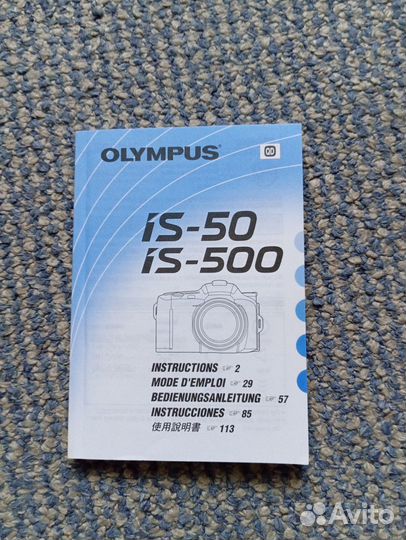 OLYMPUS® QD
iS-50
iS-500
INSTRUCTIONS ☞ 2
MODE D'EMPLOI ☞ 29
BEDIENUNGSANLEITUNG ☞ 57
INSTRUCCIONES ☞ 85
使用說明書 ☞ 113
Avito